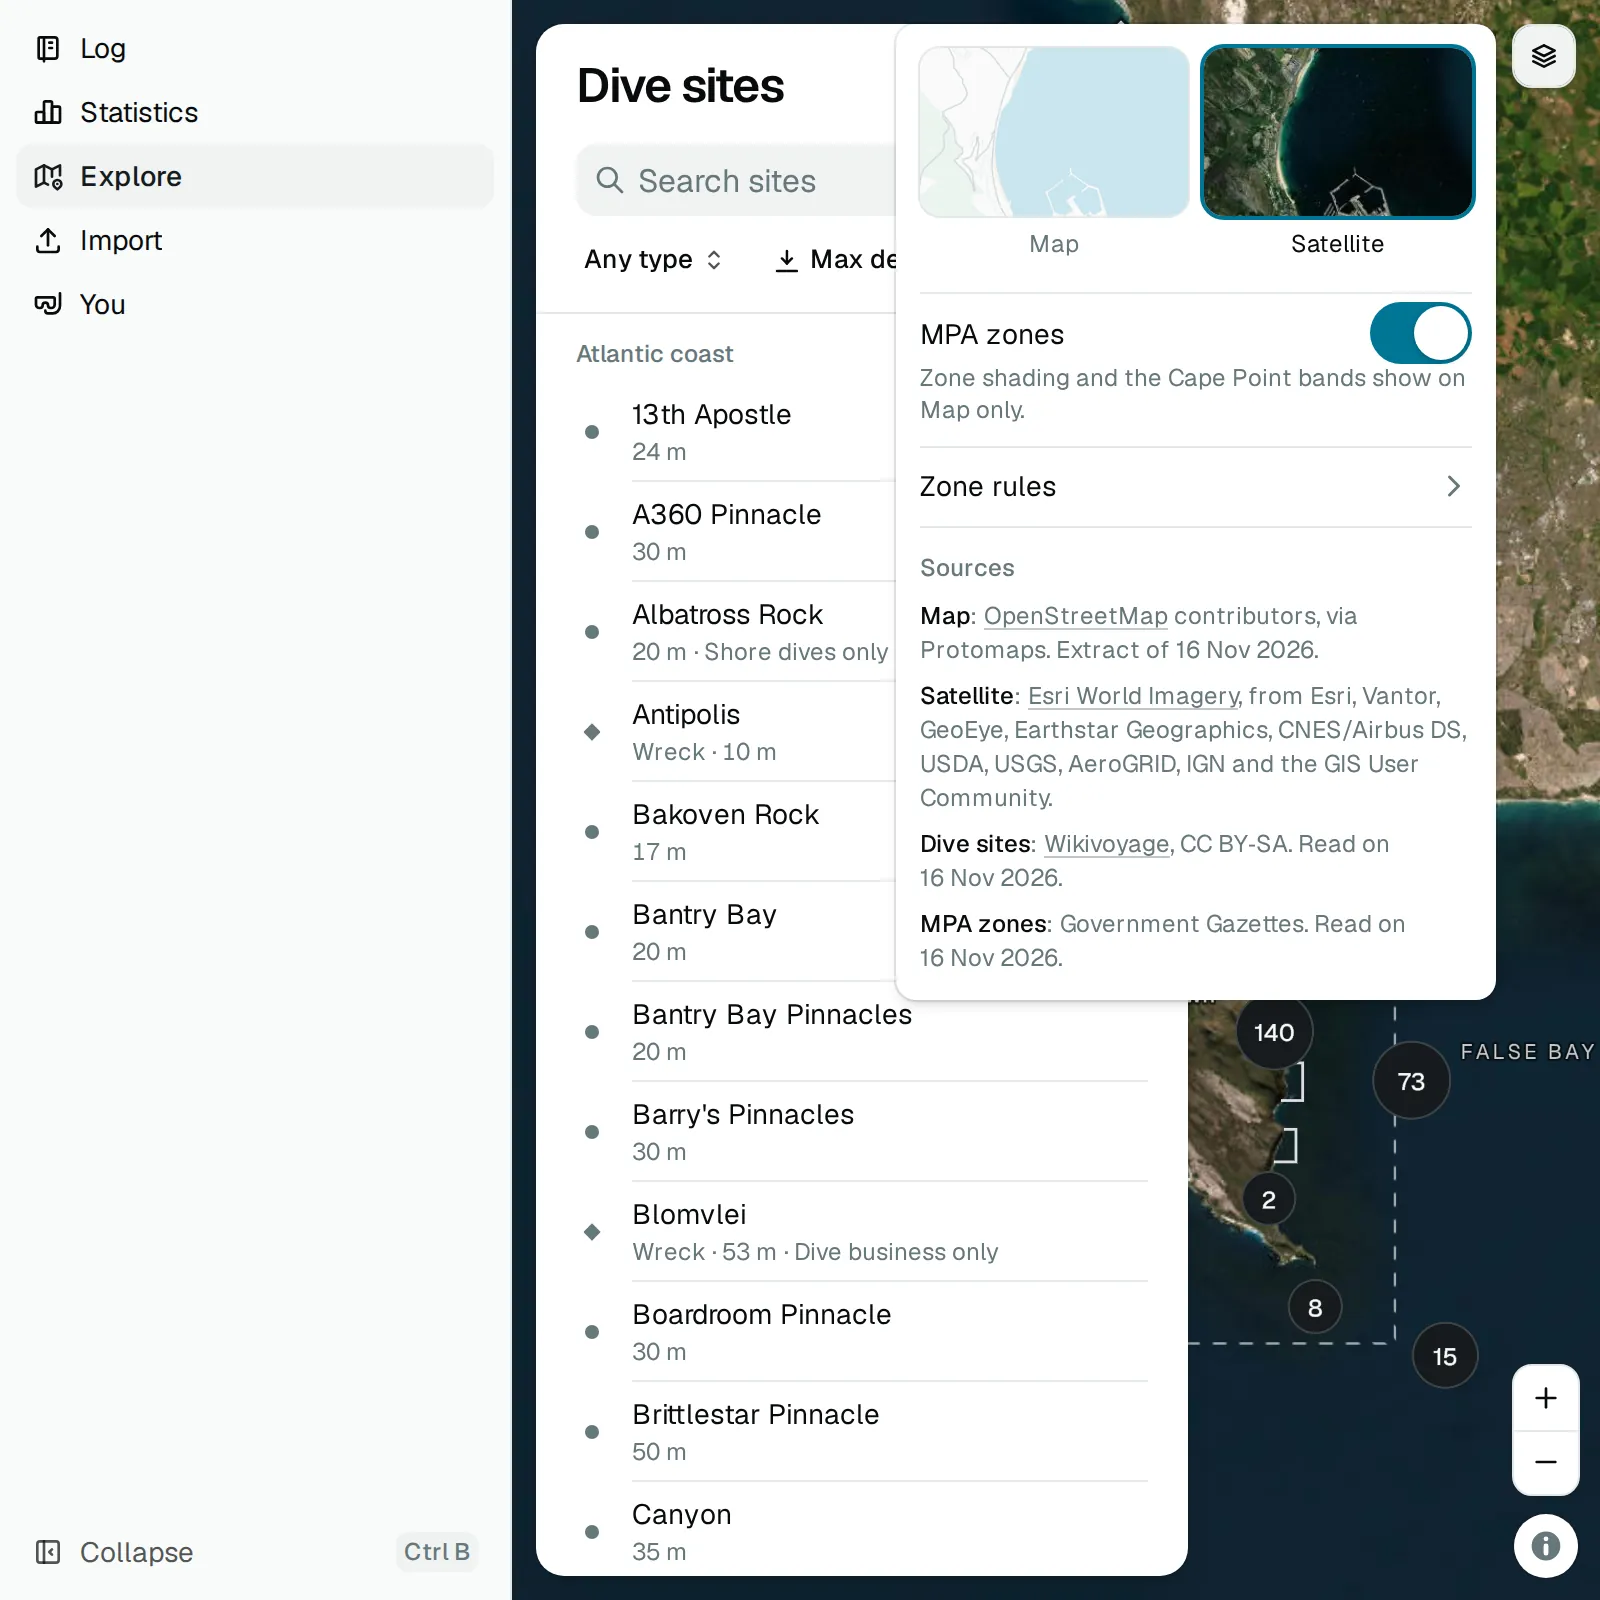 Log
Statistics
Explore
Import
You
Collapse
Ctrl B
Dive sites
Search sites
Any type
Max de
Atlantic coast
13th Apostle
24 m
A360 Pinnacle
30 m
Albatross Rock
20 m · Shore dives only
Antipolis
Wreck · 10 m
Bakoven Rock
17 m
Bantry Bay
20 m
Bantry Bay Pinnacles
20 m
Barry's Pinnacles
30 m
Blomvlei
Wreck · 53 m · Dive business only
Boardroom Pinnacle
30 m
Brittlestar Pinnacle
50 m
Canyon
35 m
Map
Satellite
MPA zones
Zone shading and the Cape Point bands show on
Map only.
Zone rules
Sources
Map: OpenStreetMap contributors, via
Protomaps. Extract of 16 Nov 2026.
Satellite: Esri World Imagery, from Esri, Vantor,
GeoEye, Earthstar Geographics, CNES/Airbus DS,
USDA, USGS, AeroGRID, IGN and the GIS User
Community.
Dive sites: Wikivoyage, CC BY-SA. Read on
16 Nov 2026.
MPA zones: Government Gazettes. Read on
16 Nov 2026.
140
73
FALSE BAY
2
8
15